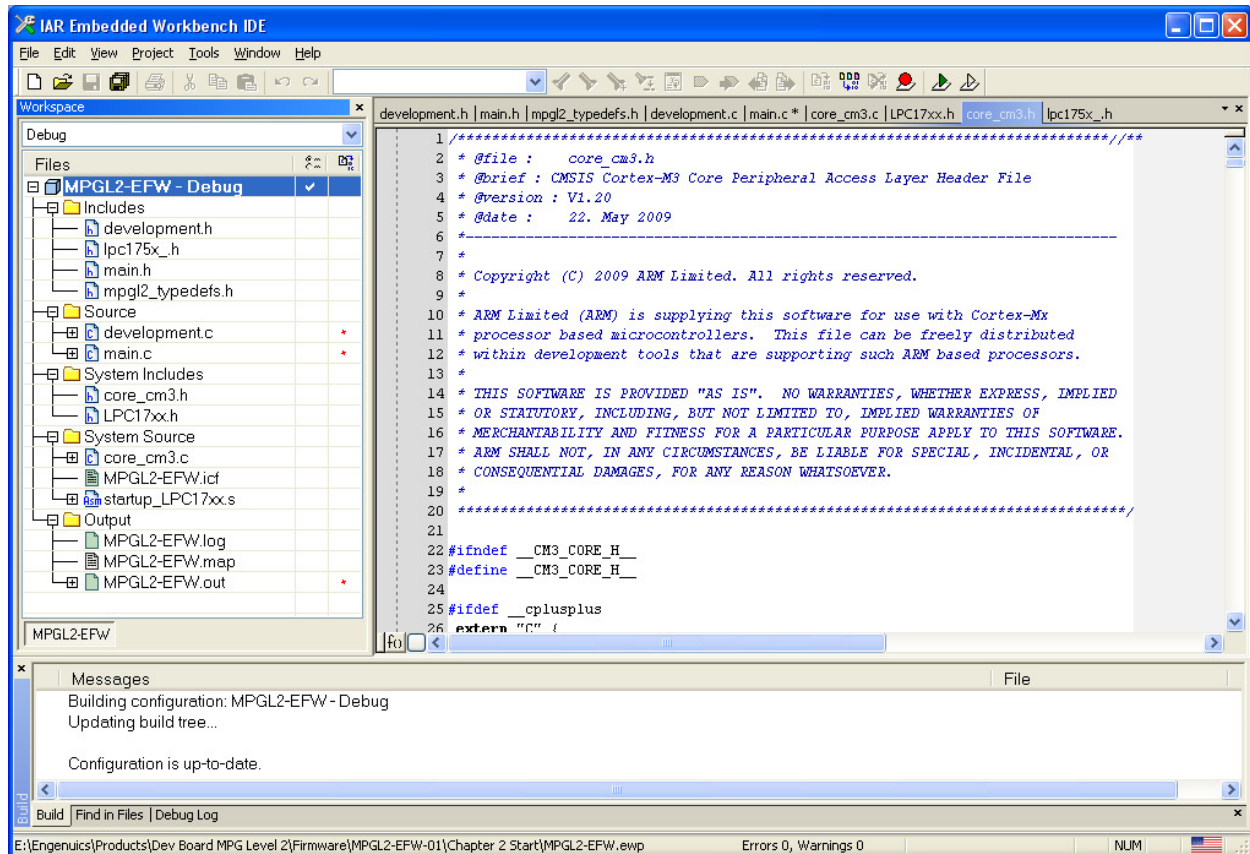 IAR Embedded Workbench IDE
File Edit View Project Tools Window Help
Workspace
Debug
Files
MPGL2-EFW - Debug
Includes
development.h
lpc175x_.h
main.h
mpgl2_typedefs.h
Source
development.c
main.c
System Includes
core_cm3.h
LPC17xx.h
System Source
core_cm3.c
MPGL2-EFW.icf
startup_LPC17xx.s
Output
MPGL2-EFW.log
MPGL2-EFW.map
MPGL2-EFW.out
MPGL2-EFW
development.h | main.h | mpgl2_typedefs.h | development.c | main.c * | core_cm3.c | LPC17xx.h core_cm3.h lpc175x_.h
1 /****************************************************************************//**
2 * @file : core_cm3.h
3 * @brief : CMSIS Cortex-M3 Core Peripheral Access Layer Header File
4 * @version : V1.20
5 * @date : 22. May 2009
6 *----------------------------------------------------------------------------
7 *
8 * Copyright (C) 2009 ARM Limited. All rights reserved.
9 *
10 * ARM Limited (ARM) is supplying this software for use with Cortex-Mx
11 * processor based microcontrollers. This file can be freely distributed
12 * within development tools that are supporting such ARM based processors.
13 *
14 * THIS SOFTWARE IS PROVIDED "AS IS". NO WARRANTIES, WHETHER EXPRESS, IMPLIED
15 * OR STATUTORY, INCLUDING, BUT NOT LIMITED TO, IMPLIED WARRANTIES OF
16 * MERCHANTABILITY AND FITNESS FOR A PARTICULAR PURPOSE APPLY TO THIS SOFTWARE.
17 * ARM SHALL NOT, IN ANY CIRCUMSTANCES, BE LIABLE FOR SPECIAL, INCIDENTAL, OR
18 * CONSEQUENTIAL DAMAGES, FOR ANY REASON WHATSOEVER.
19 *
20 ******************************************************************************/
21
22 #ifndef __CM3_CORE_H__
23 #define __CM3_CORE_H__
24
25 #ifdef __cplusplus
26 extern "C" {
f()
Messages File
Building configuration: MPGL2-EFW - Debug
Updating build tree...
Configuration is up-to-date.
Build
Build | Find in Files | Debug Log
E:\Engenuics\Products\Dev Board MPG Level 2\Firmware\MPGL2-EFW-01\Chapter 2 Start\MPGL2-EFW.ewp Errors 0, Warnings 0 NUM